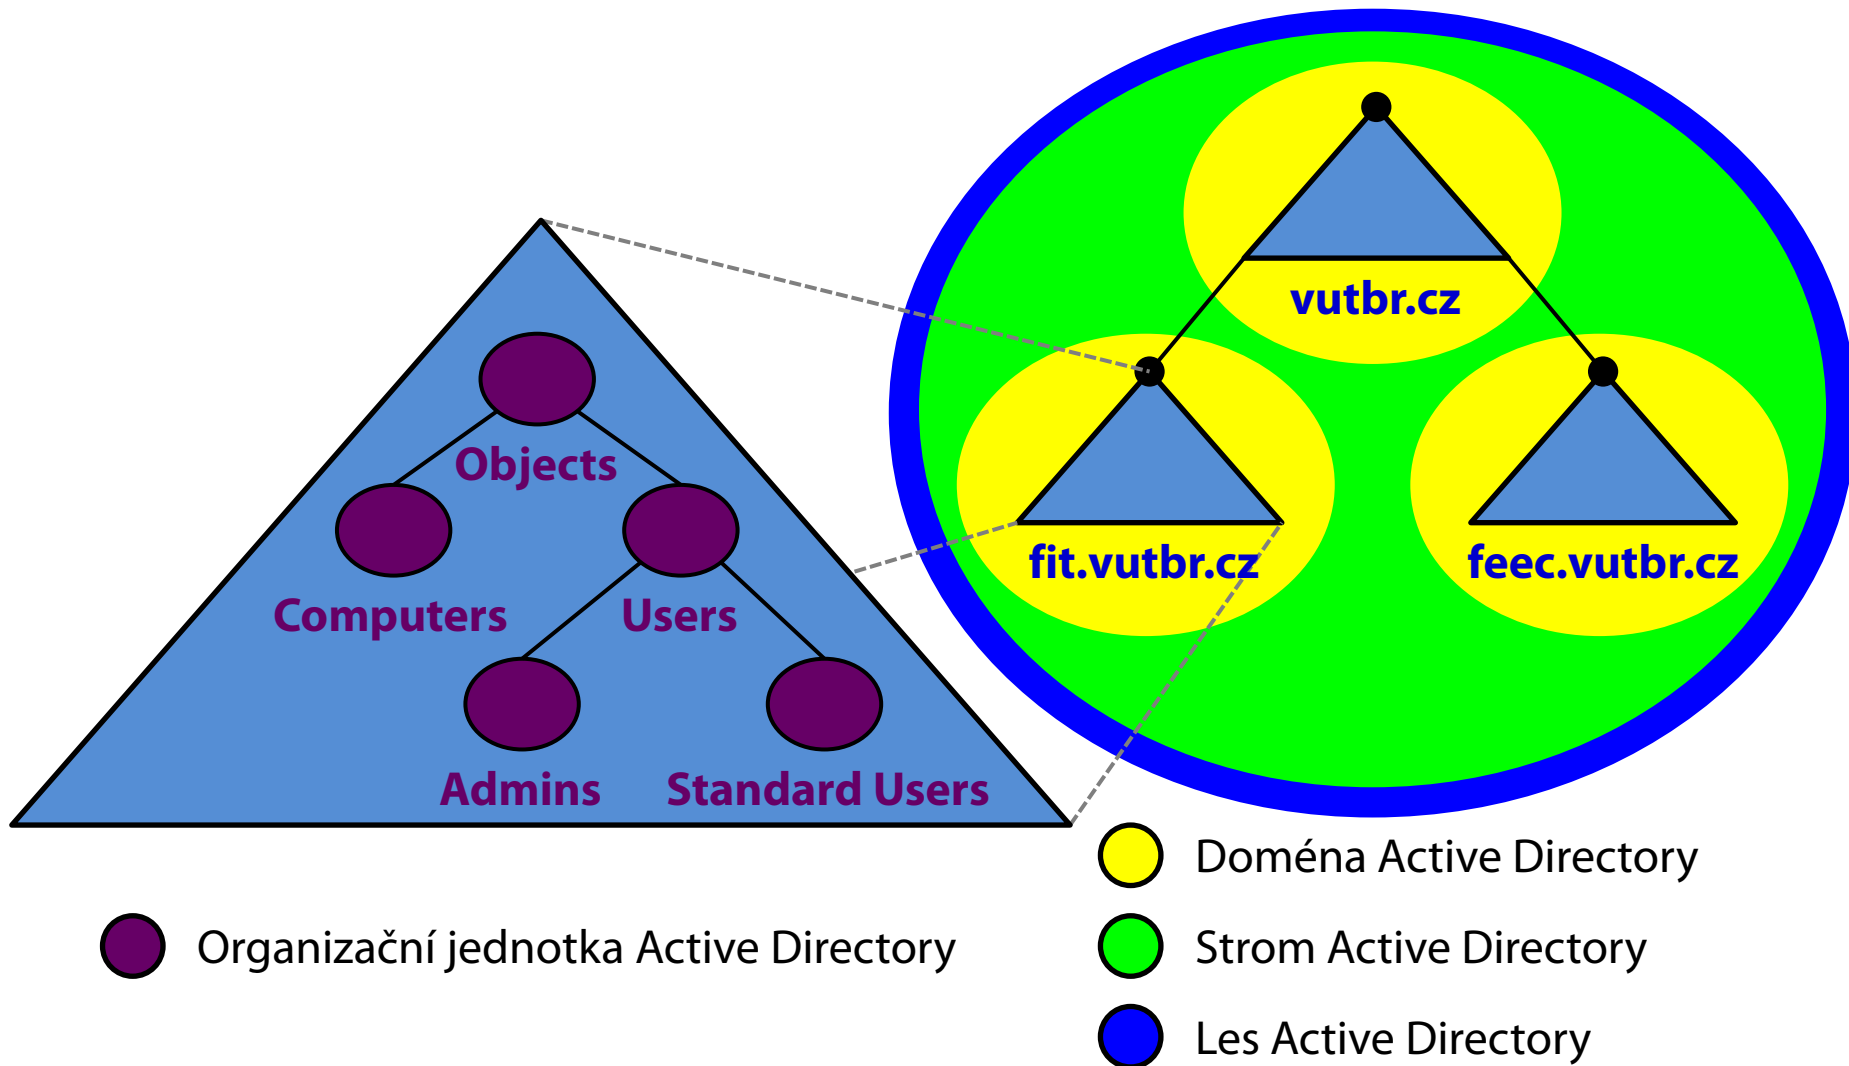 vutbr.cz
Objects
fit.vutbr.cz
feec.vutbr.cz
Computers
Users
Admins
Standard Users
Doména Active Directory
Organizační jednotka Active Directory
Strom Active Directory
Les Active Directory